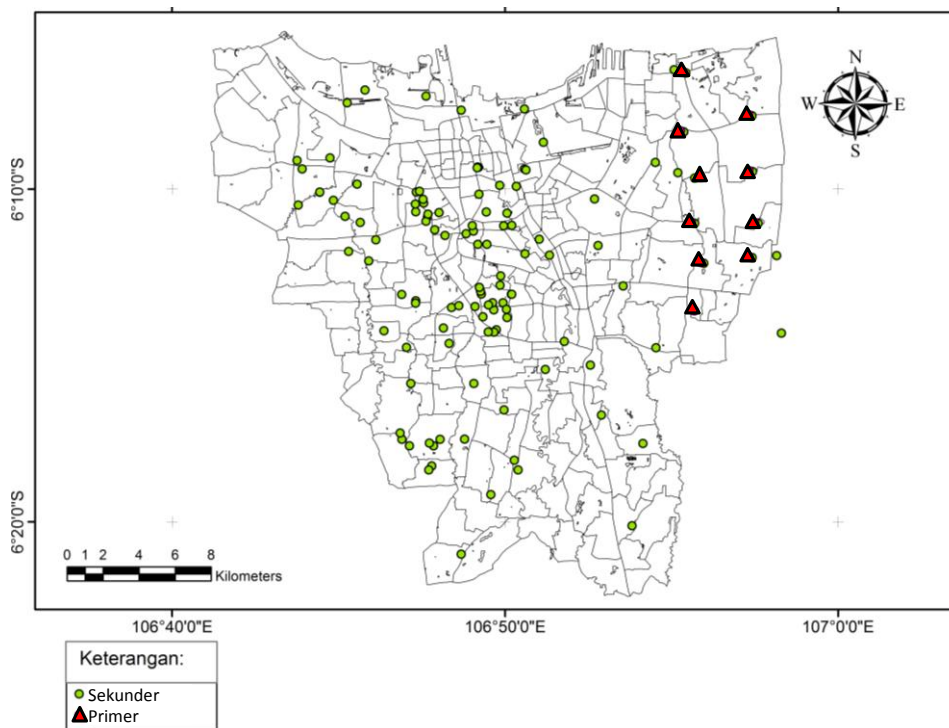 N
W E
S
6°10'0"S
6°20'0"S
0 1 2 4 6 8
Kilometers
106°40'0"E 106°50'0"E 107°0'0"E
Keterangan:
Sekunder
Primer